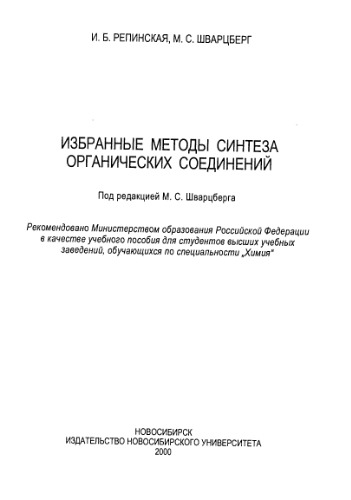 И. Б. РЕПИНСКАЯ, М. С. ШВАРЦБЕРГ
ИЗБРАННЫЕ МЕТОДЫ СИНТЕЗА
ОРГАНИЧЕСКИХ СОЕДИНЕНИЙ
Под редакцией М. С. Шварцберга
Рекомендовано Министерством образования Российской Федерации
в качестве учебного пособия для студентов высших учебных
заведений, обучающихся по специальности „Химия“
НОВОСИБИРСК
ИЗДАТЕЛЬСТВО НОВОСИБИРСКОГО УНИВЕРСИТЕТА
2000